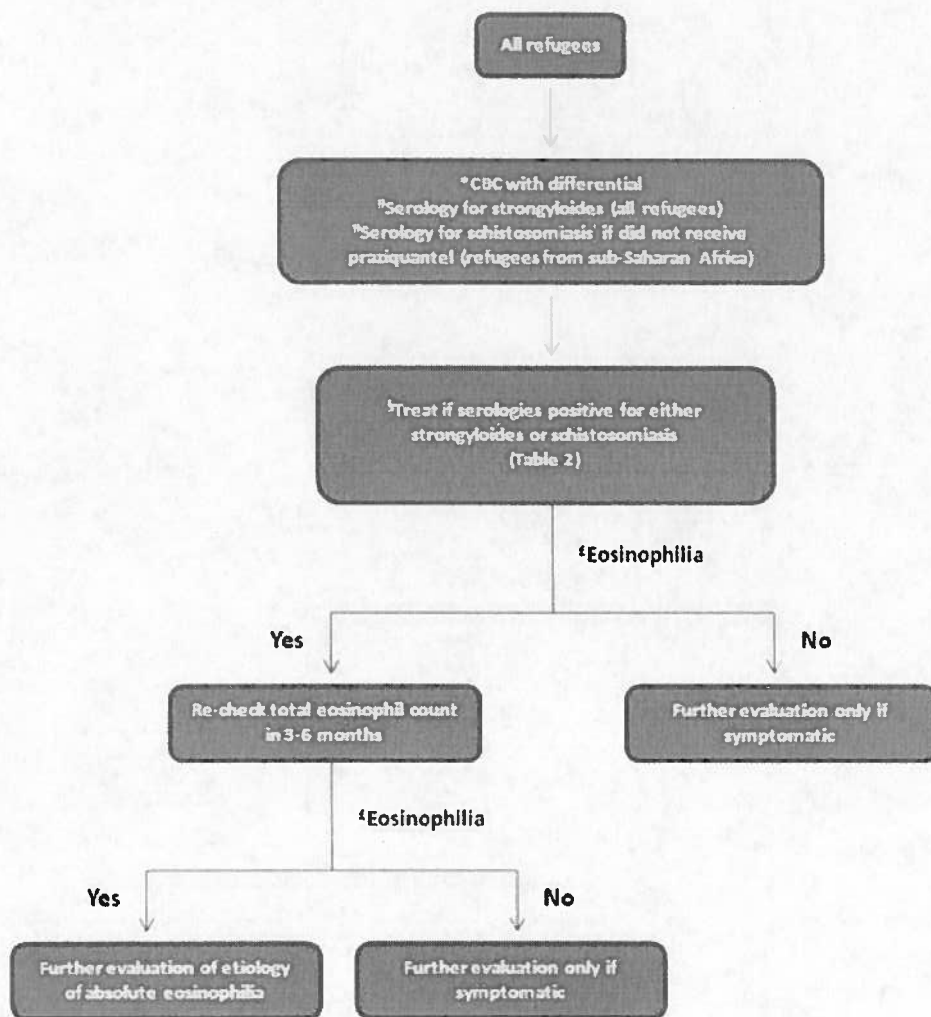 All refugees
*CBC with differential
#Serology for strongyloides (all refugees)
Serology for schistosomiasis if did not receive
praziquantel (refugees from sub-Saharan Africa)
Treat if serologies positive for either
strongyloides or schistosomiasis
(Table 2)
Eosinophilia
Yes
No
Re-check total eosinophil count
in 3-6 months
Further evaluation only if
symptomatic
Eosinophilia
Yes
No
Further evaluation of etiology
of absolute eosinophilia
Further evaluation only if
symptomatic